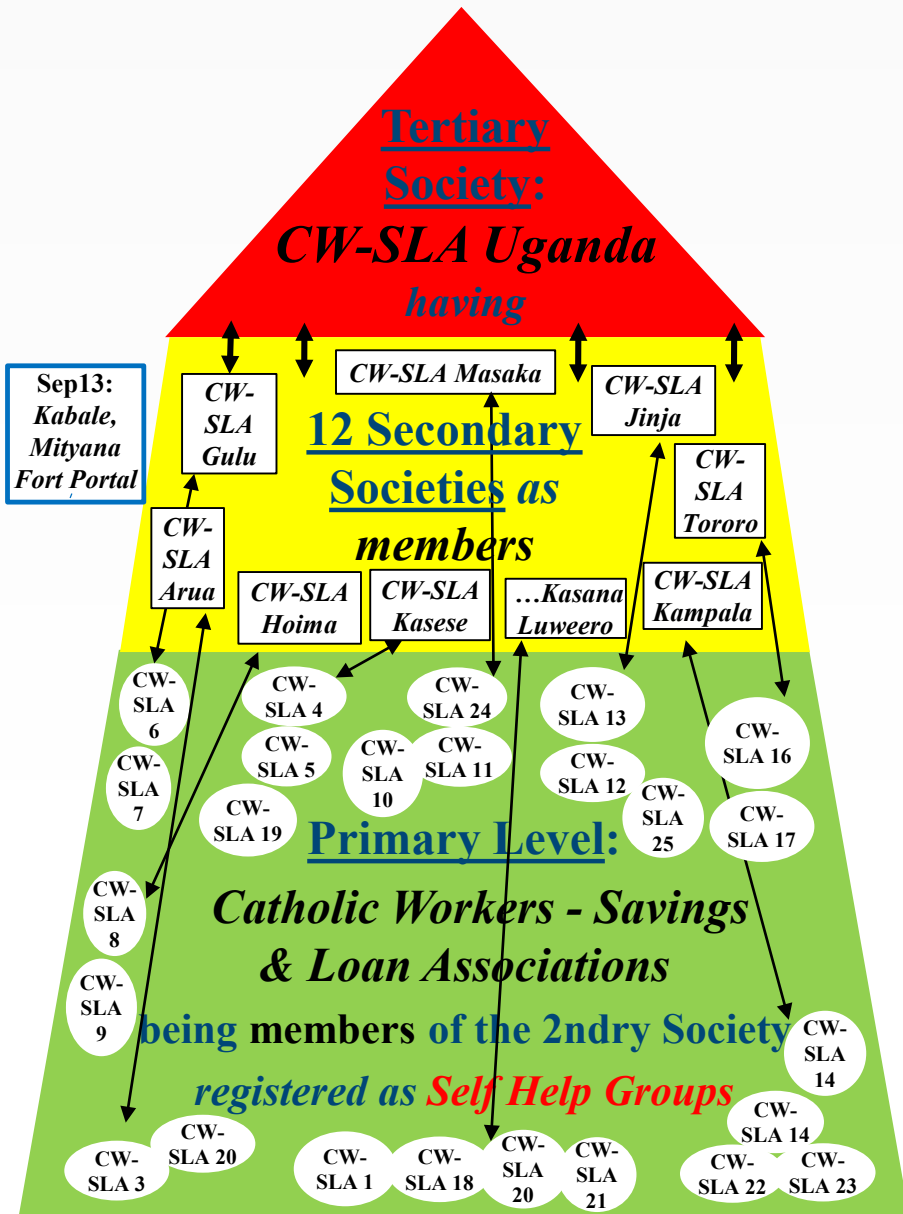 Tertiary
Society:
CW-SLA Uganda
having
Sep13:
Kabale,
Mityana
Fort Portal
CW-
SLA
Gulu
CW-SLA Masaka
CW-SLA
Jinja
12 Secondary
Societies as
members
CW-
SLA
Tororo
CW-
SLA
Arua
CW-SLA
Hoima
CW-SLA
Kasese
…Kasana
Luweero
CW-SLA
Kampala
CW-
SLA
6
CW-
SLA 4
CW-
SLA 24
CW-
SLA 13
CW-
SLA 16
CW-
SLA
7
CW-
SLA 5
CW-
SLA
10
CW-
SLA 11
CW-
SLA 12
CW-
SLA
25
CW-
SLA 19
CW-
SLA 17
Primary Level:
CW-
SLA
8
Catholic Workers - Savings
& Loan Associations
CW-
SLA
9
being members of the 2ndry Society
registered as Self Help Groups
CW-
SLA
14
CW-
SLA 3
CW-
SLA 20
CW-
SLA 1
CW-
SLA 18
CW-
SLA
20
CW-
SLA
21
CW-
SLA 14
CW-
SLA 22
CW-
SLA 23